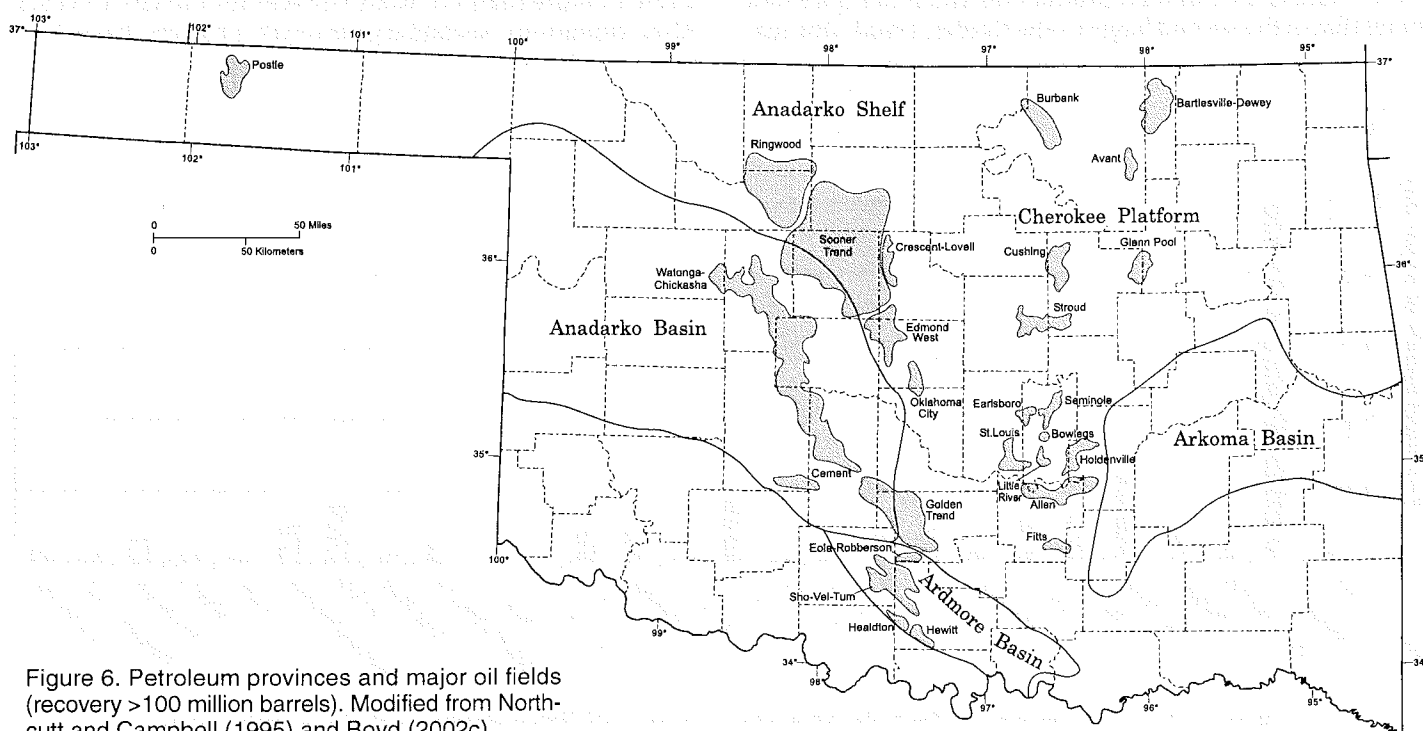 103°
37°
102°
101°
100°
99°
98°
97°
98°
95°
37°
Postle
Anadarko Shelf
Burbank
Bartlesville-Dewey
103°
102°
101°
Ringwood
Avant
0 50 Miles
0 50 Kilometers
Cherokee Platform
Sooner
Trend
Crescent-Lovell
Cushing
Glenn Pool
36°
36°
Watonga-
Chickasha
Stroud
Anadarko Basin
Edmond
West
Oklahoma
City
Earlsboro
Seminole
St.Louis
Bowlegs
Arkoma Basin
35°
Holdenville
35°
Cement
Little
River
Allen
Golden
Trend
Fitts
100°
Eola-Robberson
Ardmore Basin
Sho-Vel-Tum
Healdton
Hewitt
99°
34°
98°
34°
97°
96°
95°
Figure 6. Petroleum provinces and major oil fields
(recovery >100 million barrels). Modified from North-
cutt and Campbell (1995) and Boyd (2002c)